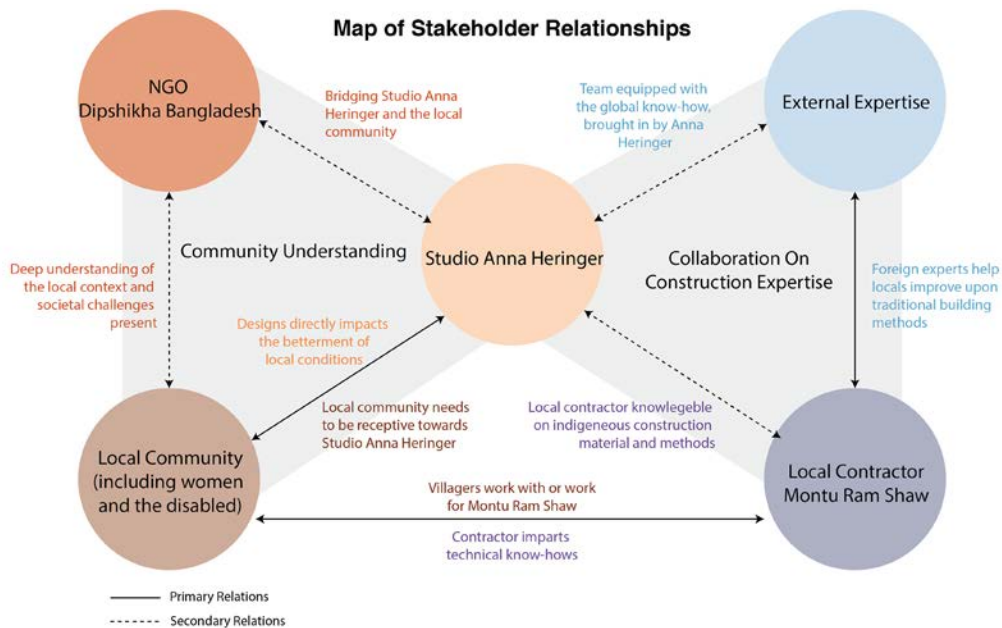 Map of Stakeholder Relationships
NGO
Dipshikha Bangladesh
Bridging Studio Anna
Heringer and the local
community
Team equipped with
the global know-how,
brought in by Anna
Heringer
External Expertise
Studio Anna Heringer
Community Understanding
Collaboration On
Construction Expertise
Deep understanding of
the local context and
societal challenges
present
Foreign experts help
locals improve upon
traditional building
methods
Designs directly impacts
the betterment of
local conditions
Local community needs
to be receptive towards
Studio Anna Heringer
Local contractor knowlegeble
on indigeneous construction
material and methods
Local Community
(including women
and the disabled)
Local Contractor
Montu Ram Shaw
Villagers work with or work
for Montu Ram Shaw
Contractor imparts
technical know-hows
Primary Relations
Secondary Relations